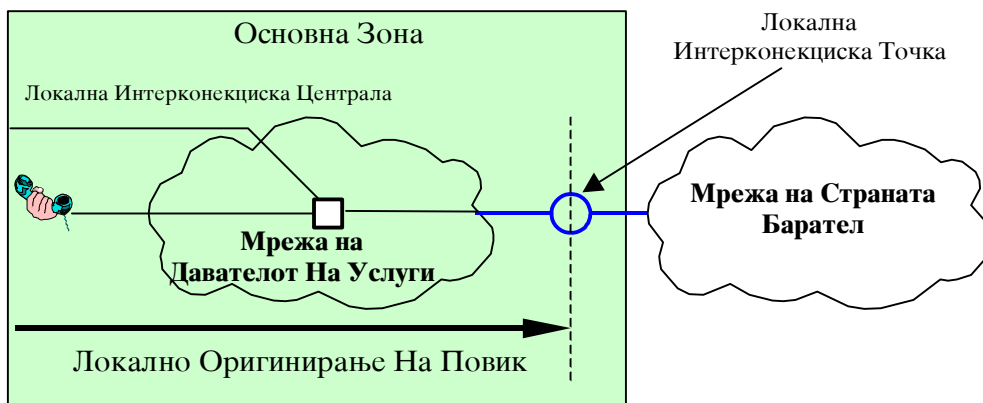 Основна Зона
Локална
Интерконекциска Точка
Локална Интерконекциска Централа
Мрежа на
Давателот На Услуги
Мрежа на Страната
Барател
Локално Оригинирање На Повик